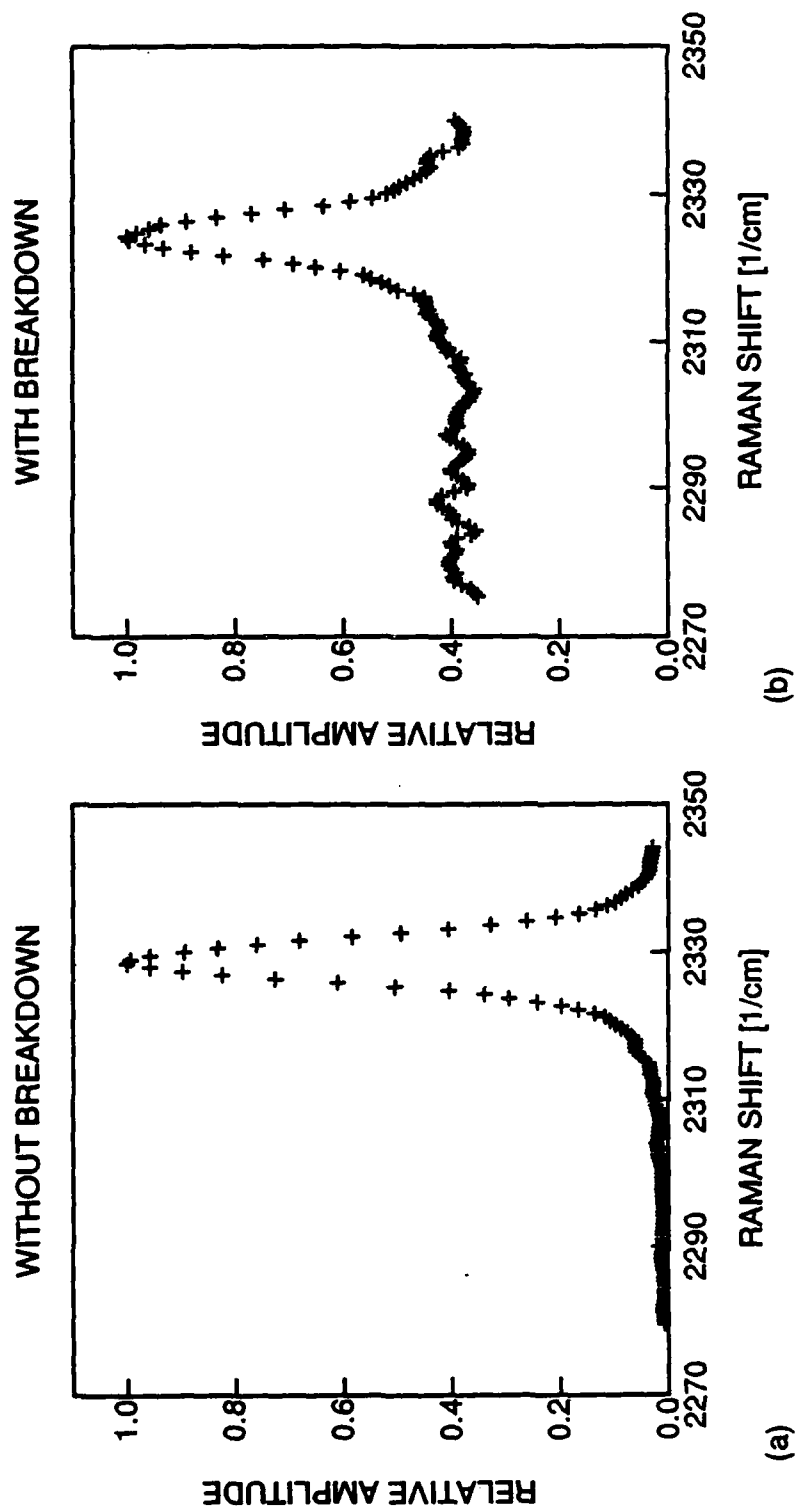 WITHOUT BREAKDOWN
RELATIVE AMPLITUDE
1.0
0.8
0.6
0.4
0.2
0.0
2270 2290 2310 2330 2350
RAMAN SHIFT [1/cm]
(a)
WITH BREAKDOWN
RELATIVE AMPLITUDE
1.0
0.8
0.6
0.4
0.2
0.0
2270 2290 2310 2330 2350
RAMAN SHIFT [1/cm]
(b)